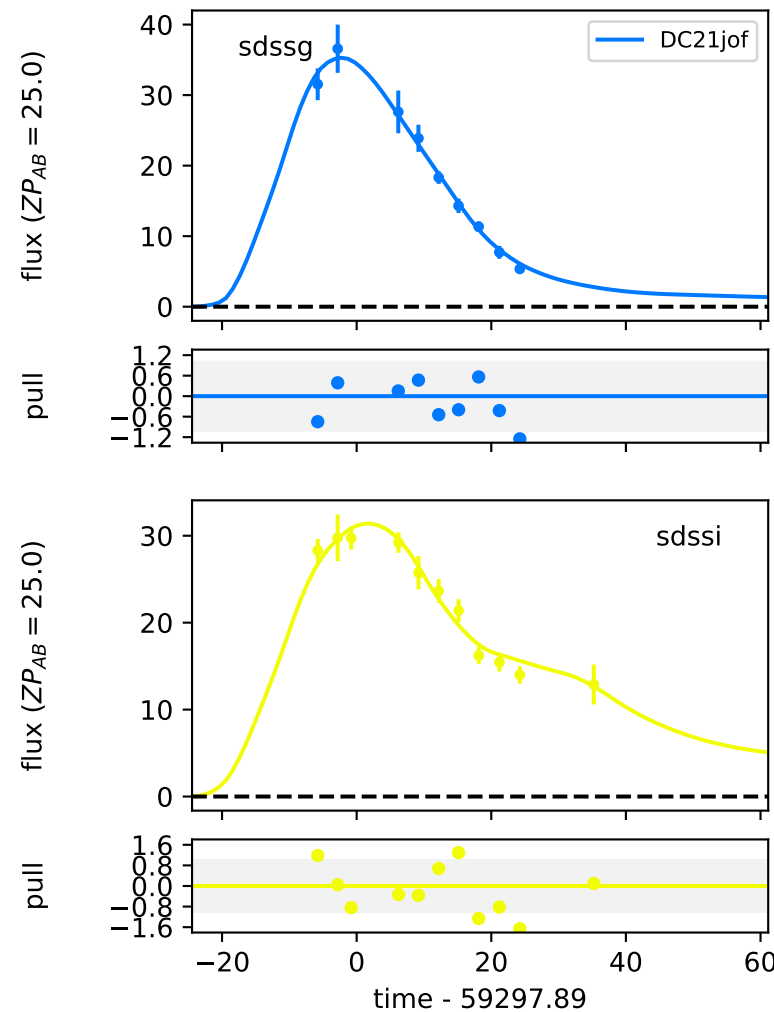 sdssg
DC21jof
flux (ZP_AB = 25.0)
40
30
20
10
0
pull
1.2
0.6
0.0
−0.6
−1.2
sdssi
flux (ZP_AB = 25.0)
30
20
10
0
pull
1.6
0.8
0.0
−0.8
−1.6
−20 0 20 40 60
time - 59297.89